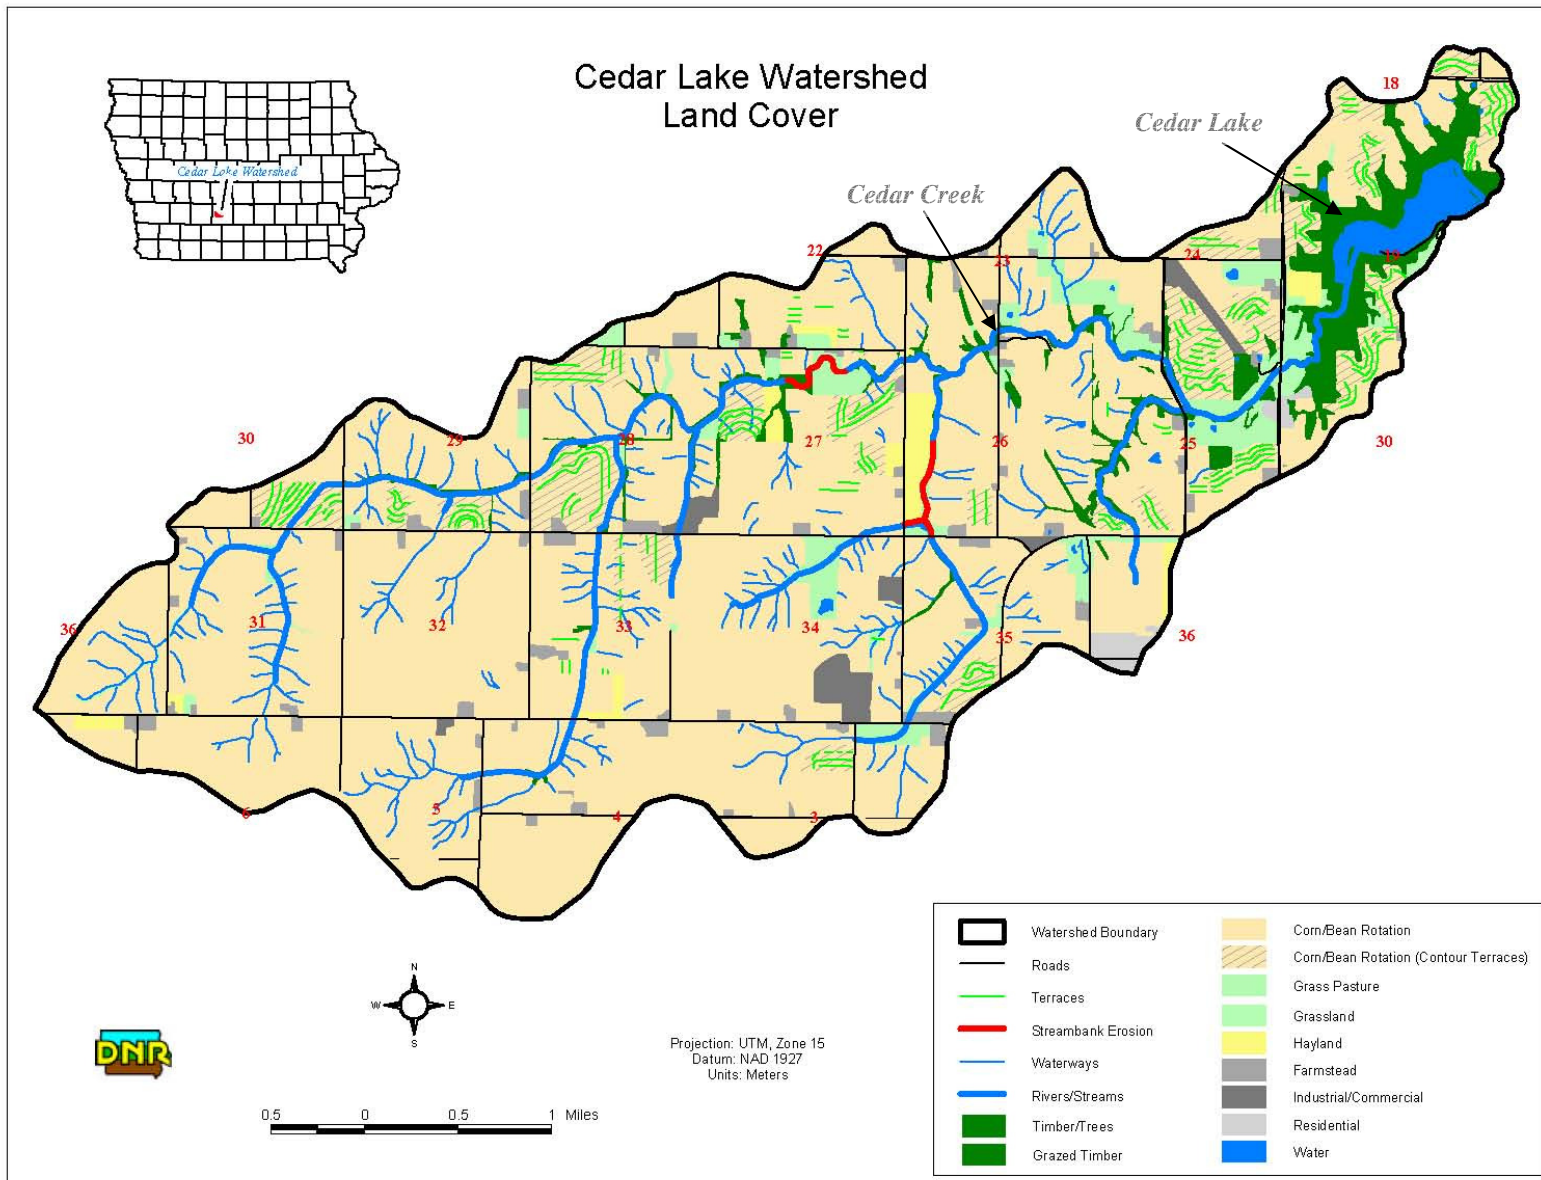 Cedar Lake Watershed
Land Cover
18
Cedar Lake
Cedar Lake Watershed
Cedar Creek
22
23
24
19
30
29
28
27
26
25
30
36
31
32
33
34
35
36
6
5
4
3
N
W E
S
DNR
Projection: UTM, Zone 15
Datum: NAD 1927
Units: Meters
0.5 0 0.5 1 Miles
Watershed Boundary
Roads
Terraces
Streambank Erosion
Waterways
Rivers/Streams
Timber/Trees
Grazed Timber
Corn/Bean Rotation
Corn/Bean Rotation (Contour Terraces)
Grass Pasture
Grassland
Hayland
Farmstead
Industrial/Commercial
Residential
Water